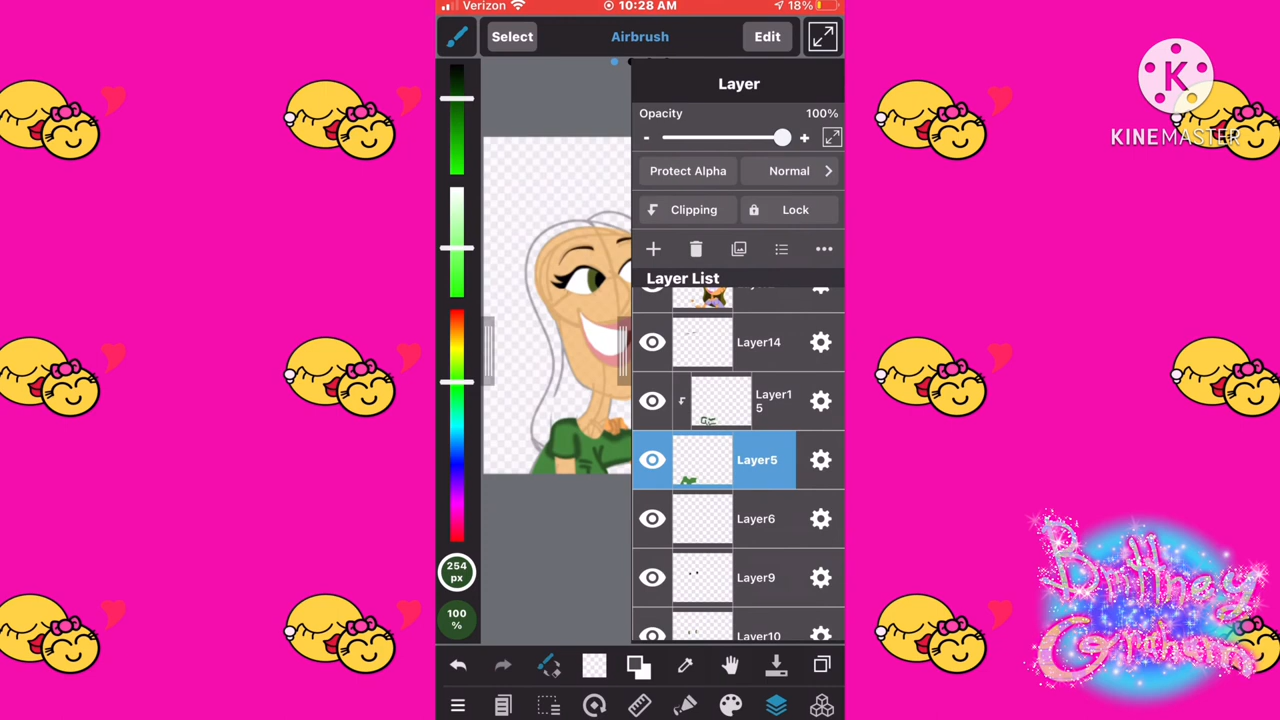 Verizon 10:28 AM 18%
Select Airbrush Edit
Layer
Opacity 100%
- +
Protect Alpha Normal
Clipping Lock
Layer List
Layer14
Layer1
5
Layer5
Layer6
Layer9
Layer10
254
px
100
%
K
KINEMASTER
Brittney
Graham